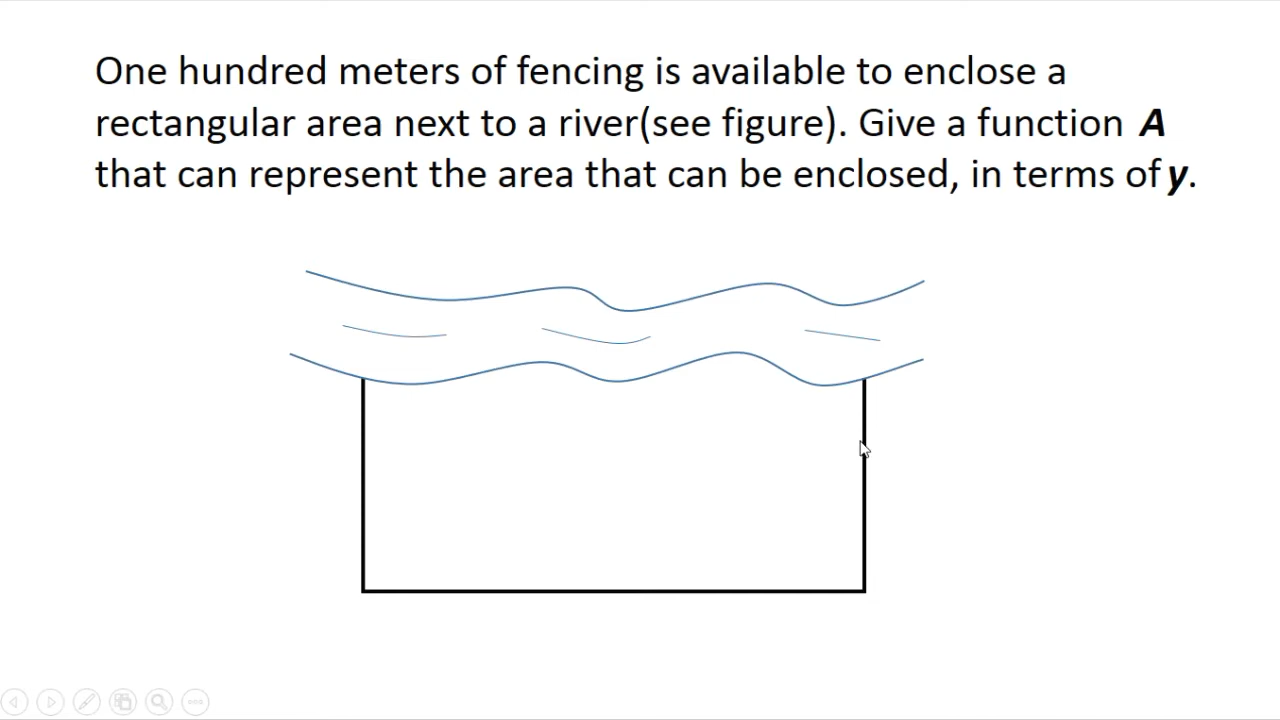 One hundred meters of fencing is available to enclose a
rectangular area next to a river(see figure). Give a function A
that can represent the area that can be enclosed, in terms of y.